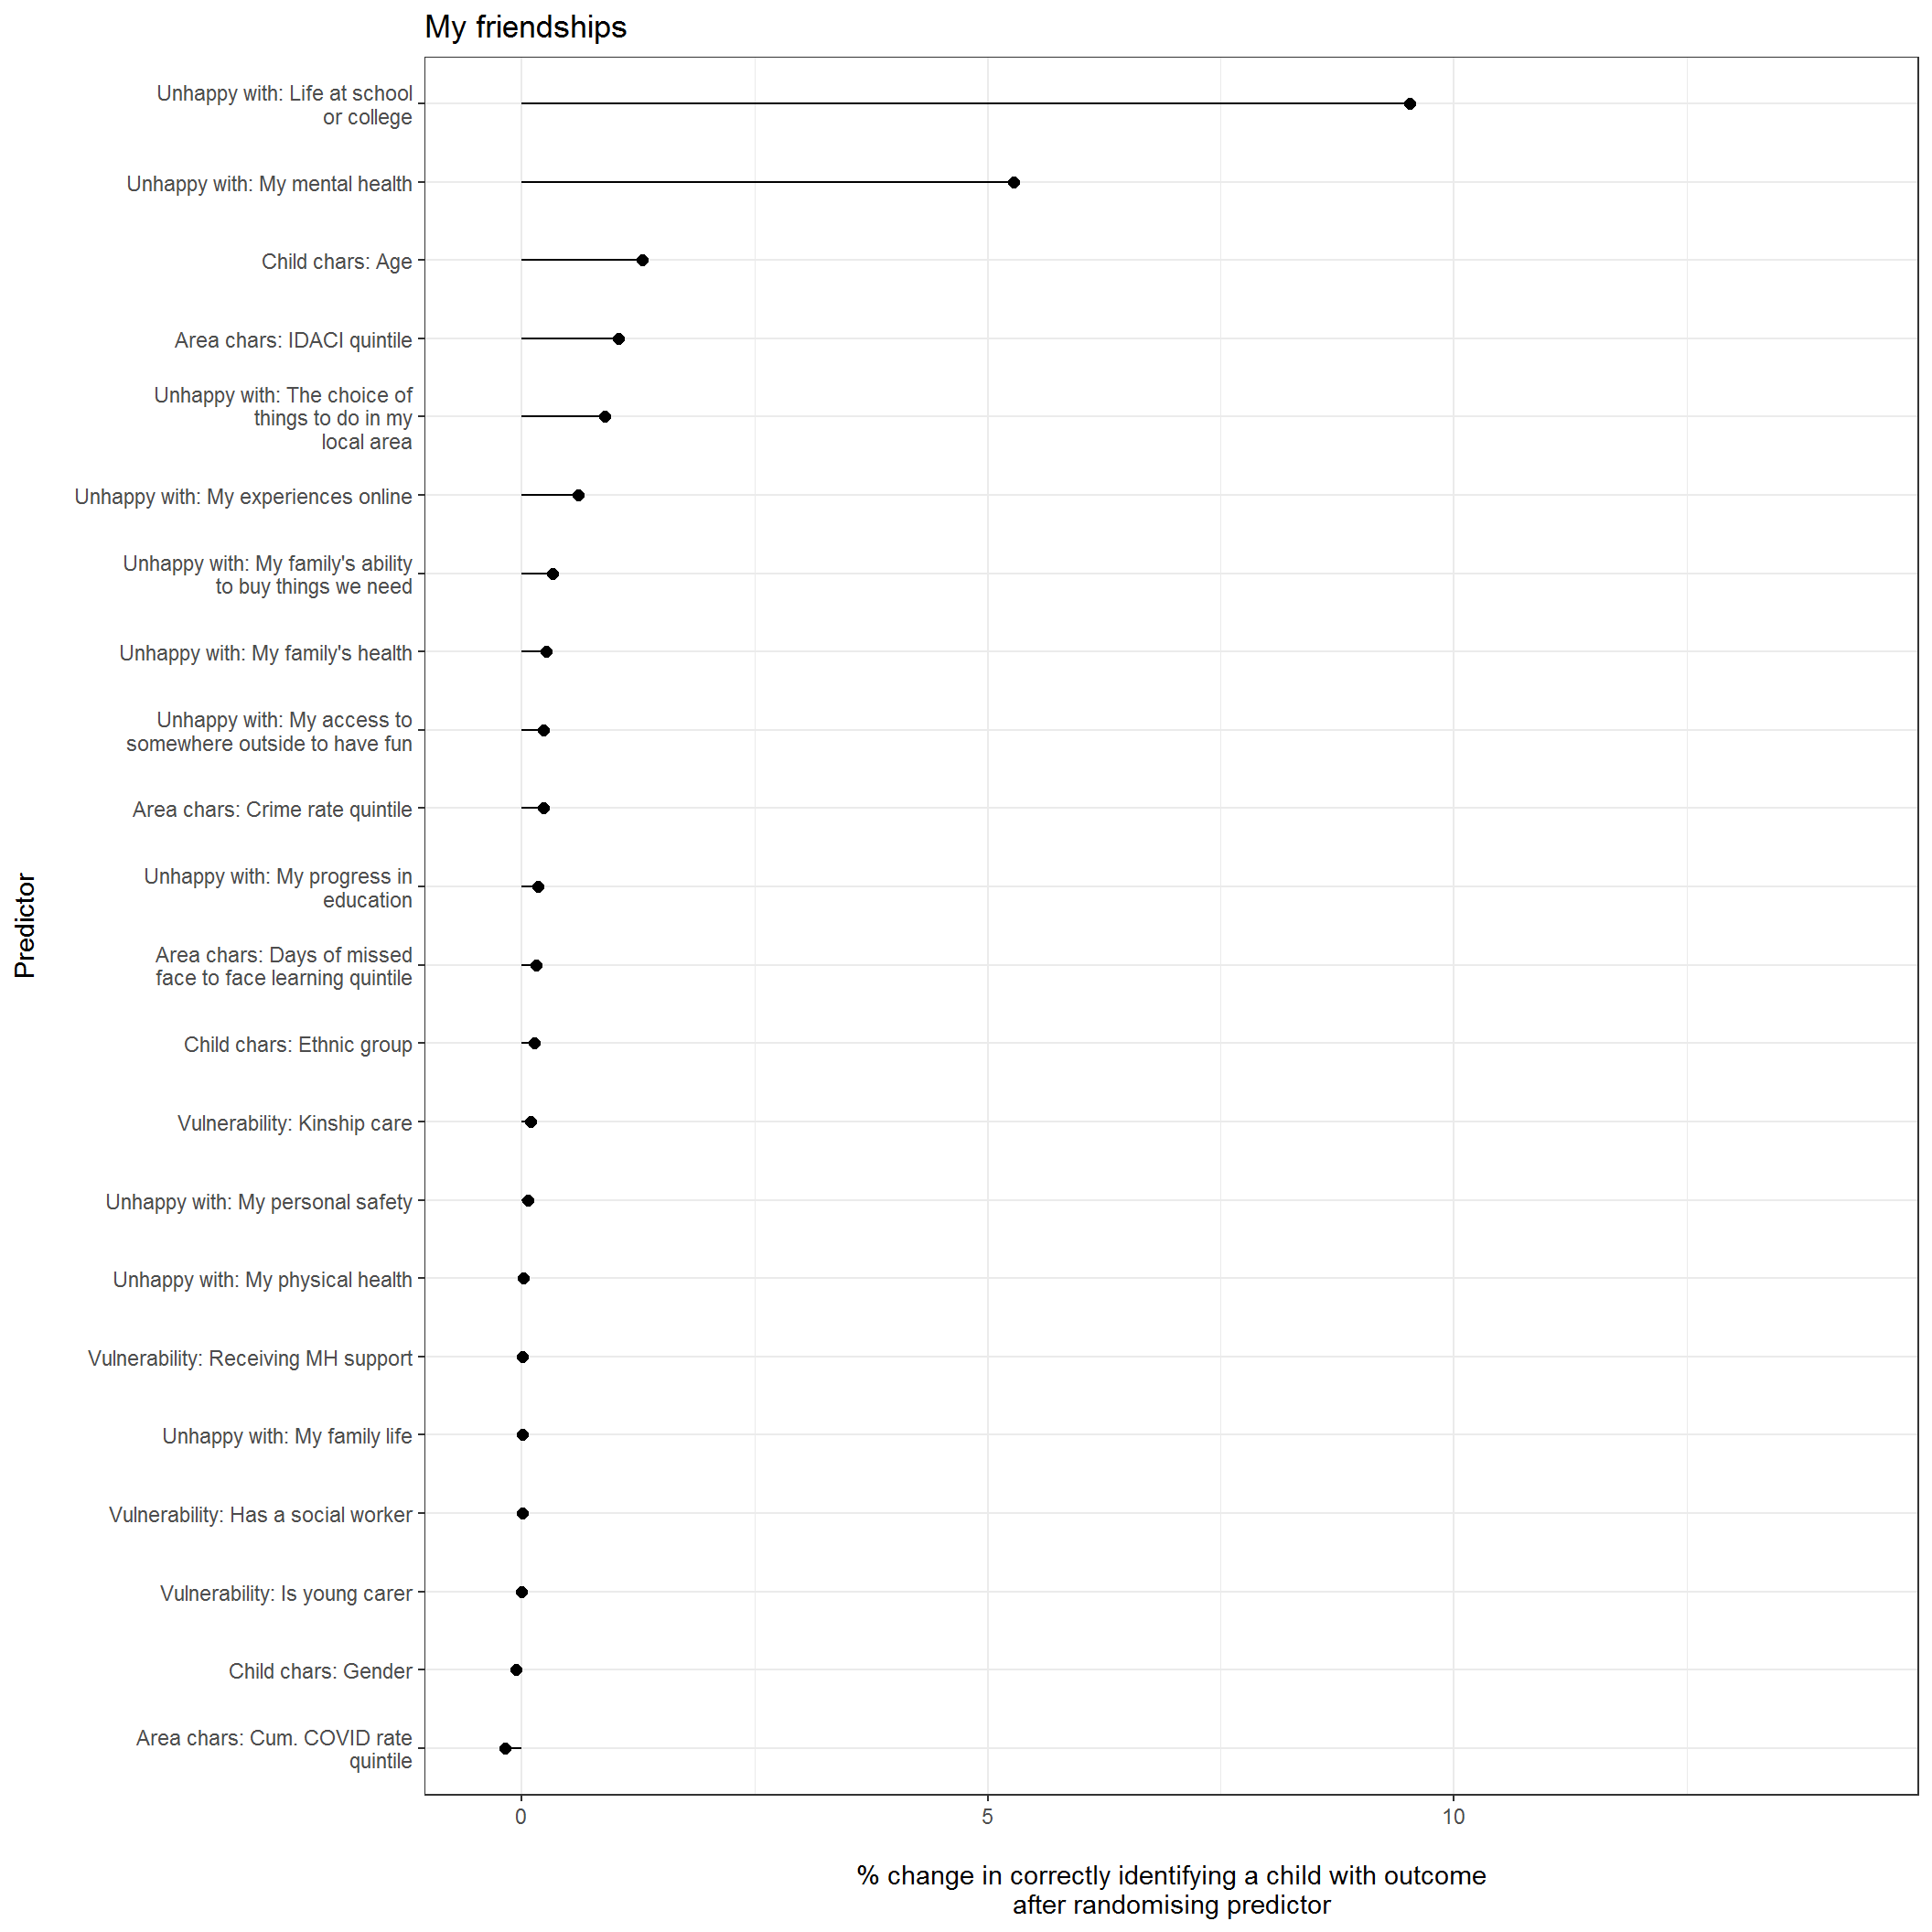 My friendships
Unhappy with: Life at school
or college
Unhappy with: My mental health
Child chars: Age
Area chars: IDACI quintile
Unhappy with: The choice of
things to do in my
local area
Unhappy with: My experiences online
Unhappy with: My family's ability
to buy things we need
Unhappy with: My family's health
Unhappy with: My access to
somewhere outside to have fun
Area chars: Crime rate quintile
Unhappy with: My progress in
education
Area chars: Days of missed
face to face learning quintile
Child chars: Ethnic group
Vulnerability: Kinship care
Unhappy with: My personal safety
Unhappy with: My physical health
Vulnerability: Receiving MH support
Unhappy with: My family life
Vulnerability: Has a social worker
Vulnerability: Is young carer
Child chars: Gender
Area chars: Cum. COVID rate
quintile
Predictor
0 5 10
% change in correctly identifying a child with outcome
after randomising predictor